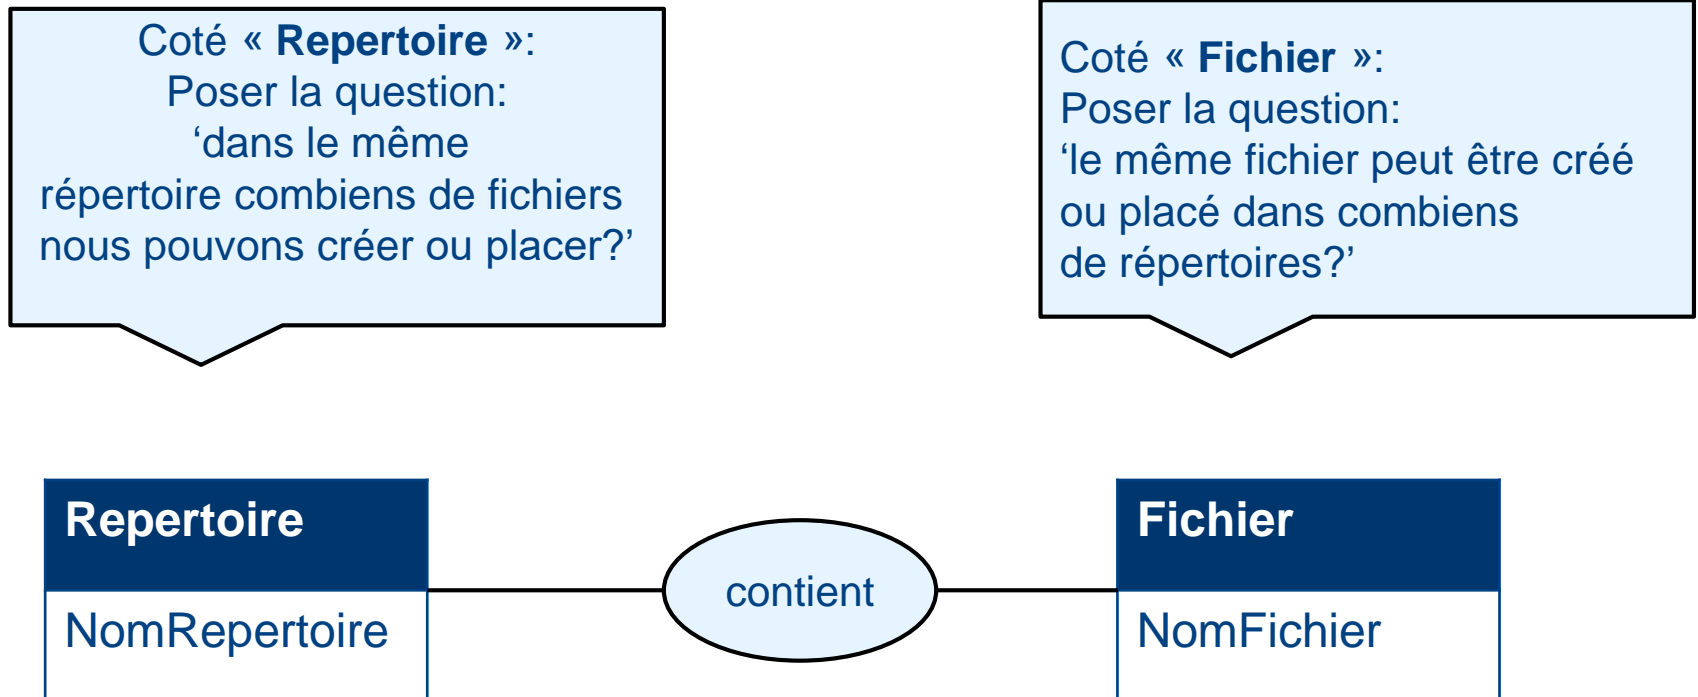 Coté « Repertoire »:
Poser la question:
‘dans le même
répertoire combiens de fichiers
nous pouvons créer ou placer?’
Coté « Fichier »:
Poser la question:
‘le même fichier peut être créé
ou placé dans combiens
de répertoires?’
Repertoire
NomRepertoire
contient
Fichier
NomFichier